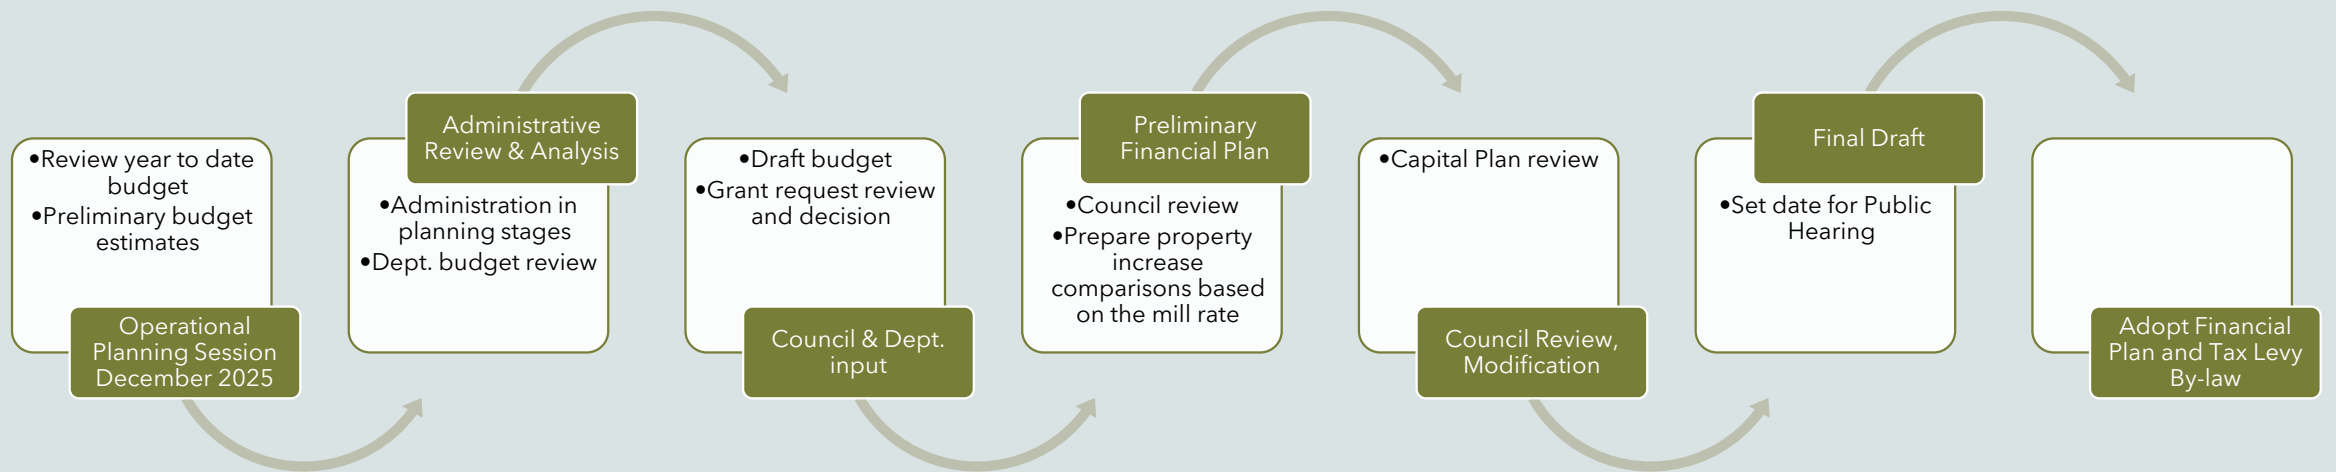 •Review year to date
budget
•Preliminary budget
estimates
Operational
Planning Session
December 2025
Administrative
Review & Analysis
•Administration in
planning stages
•Dept. budget review
•Draft budget
•Grant request review
and decision
Council & Dept.
input
Preliminary
Financial Plan
•Council review
•Prepare property
increase
comparisons based
on the mill rate
•Capital Plan review
Council Review,
Modification
Final Draft
•Set date for Public
Hearing
Adopt Financial
Plan and Tax Levy
By-law